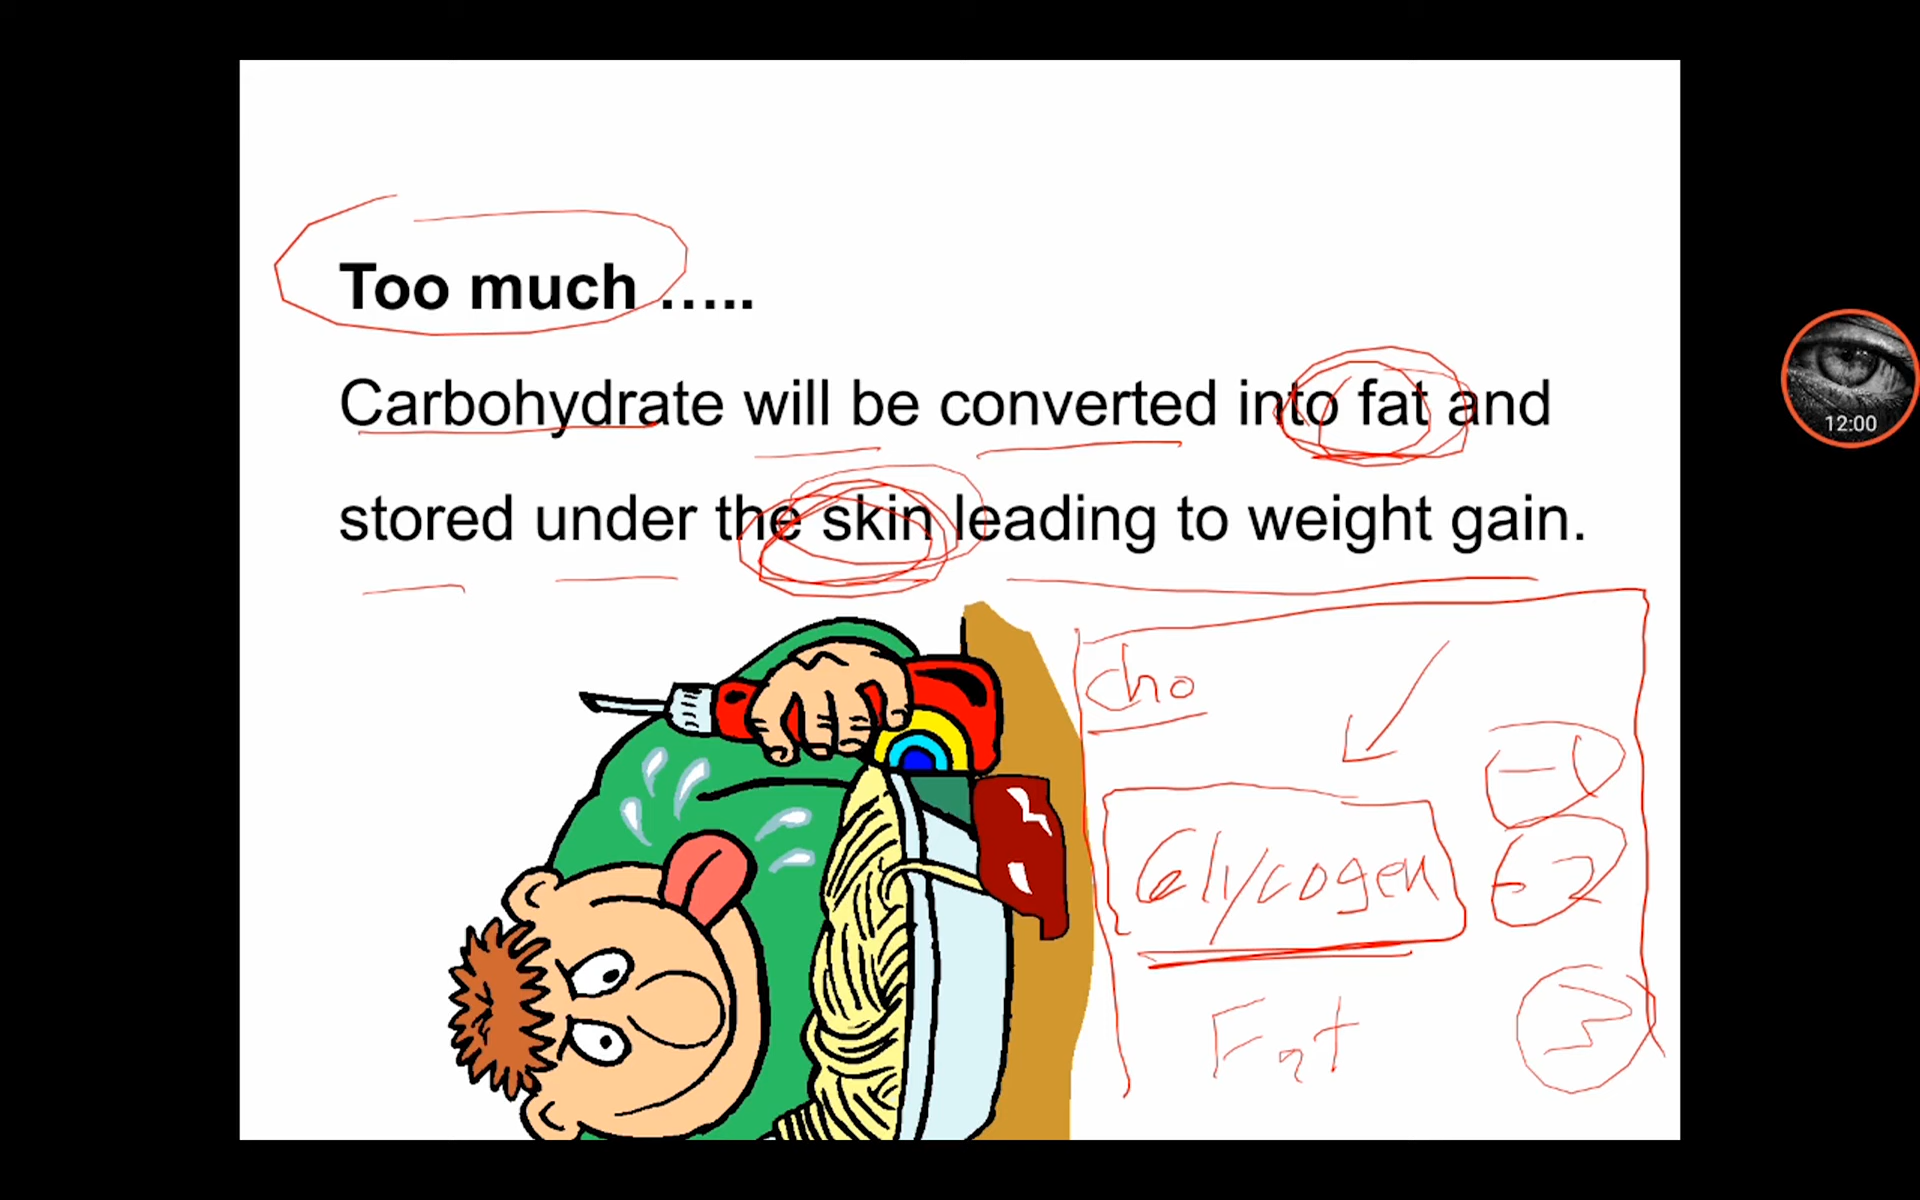 Too much .....
Carbohydrate will be converted into fat and
stored under the skin leading to weight gain.
12:00
Cho
-1
Glycogen
-2
Fat
3